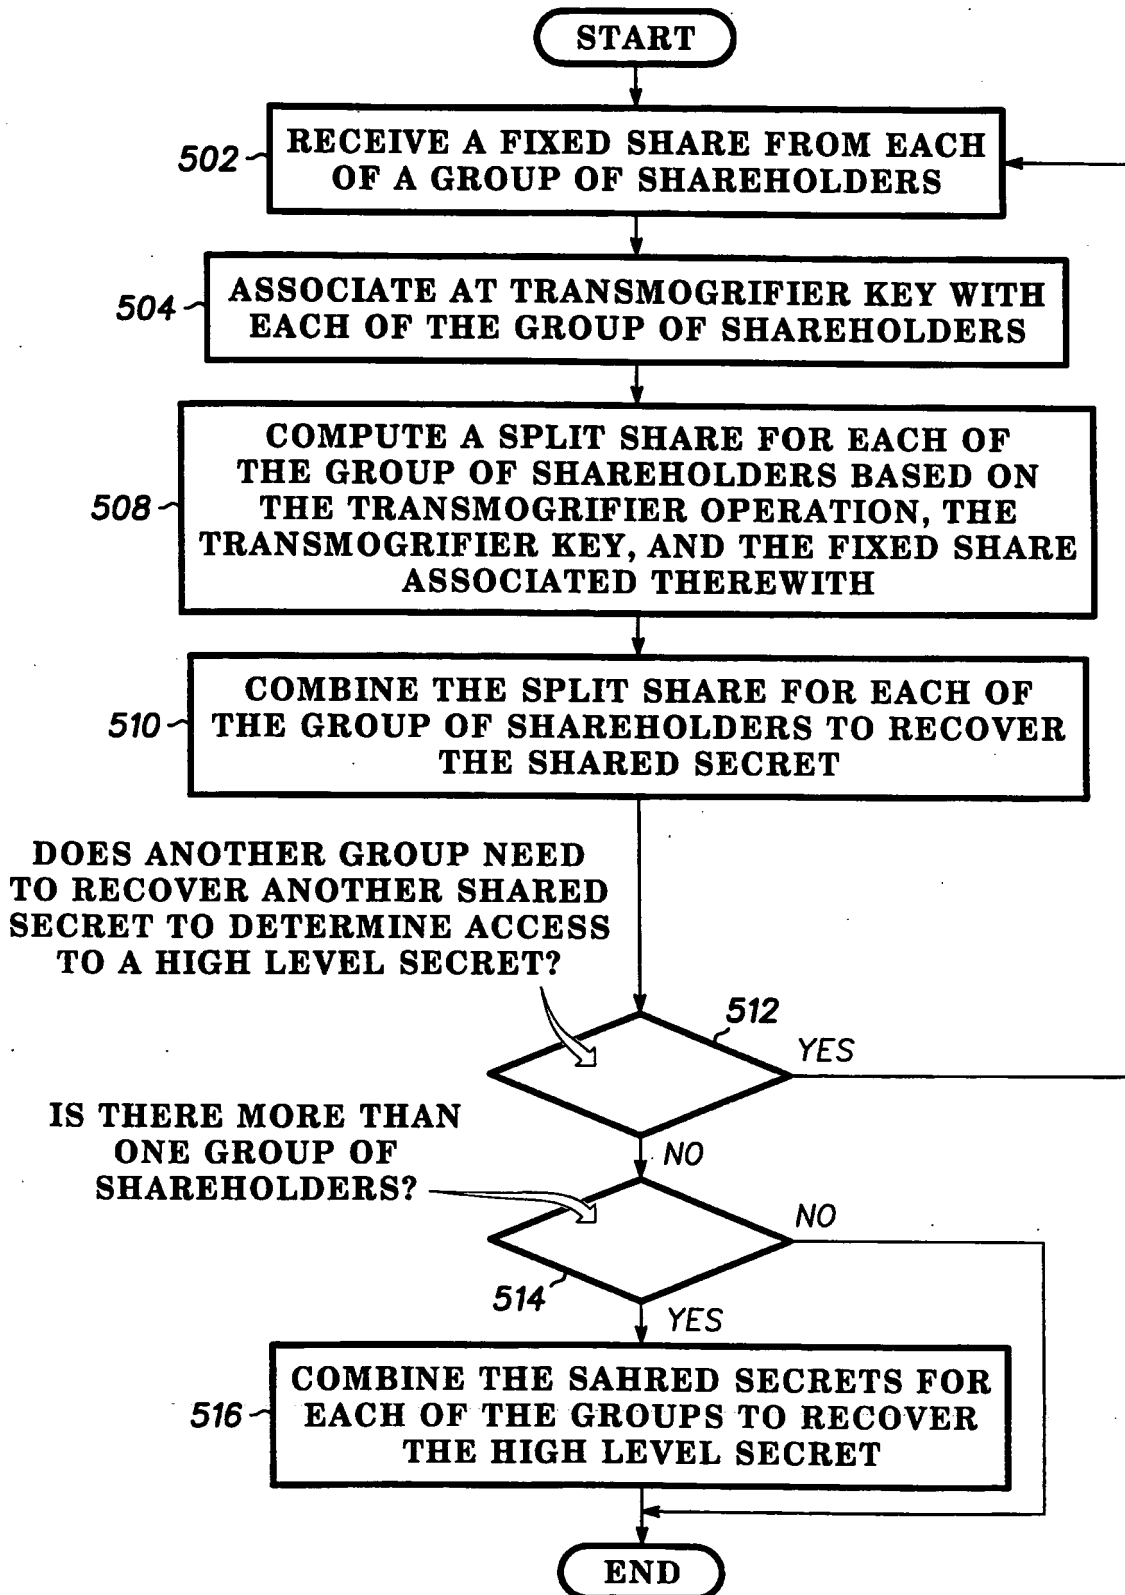 START
502
RECEIVE A FIXED SHARE FROM EACH
OF A GROUP OF SHAREHOLDERS
504
ASSOCIATE AT TRANSMOGRIFIER KEY WITH
EACH OF THE GROUP OF SHAREHOLDERS
508
COMPUTE A SPLIT SHARE FOR EACH OF
THE GROUP OF SHAREHOLDERS BASED ON
THE TRANSMOGRIFIER OPERATION, THE
TRANSMOGRIFIER KEY, AND THE FIXED SHARE
ASSOCIATED THEREWITH
510
COMBINE THE SPLIT SHARE FOR EACH OF
THE GROUP OF SHAREHOLDERS TO RECOVER
THE SHARED SECRET
DOES ANOTHER GROUP NEED
TO RECOVER ANOTHER SHARED
SECRET TO DETERMINE ACCESS
TO A HIGH LEVEL SECRET?
512
YES
NO
IS THERE MORE THAN
ONE GROUP OF
SHAREHOLDERS?
NO
514
YES
516
COMBINE THE SAHRED SECRETS FOR
EACH OF THE GROUPS TO RECOVER
THE HIGH LEVEL SECRET
END